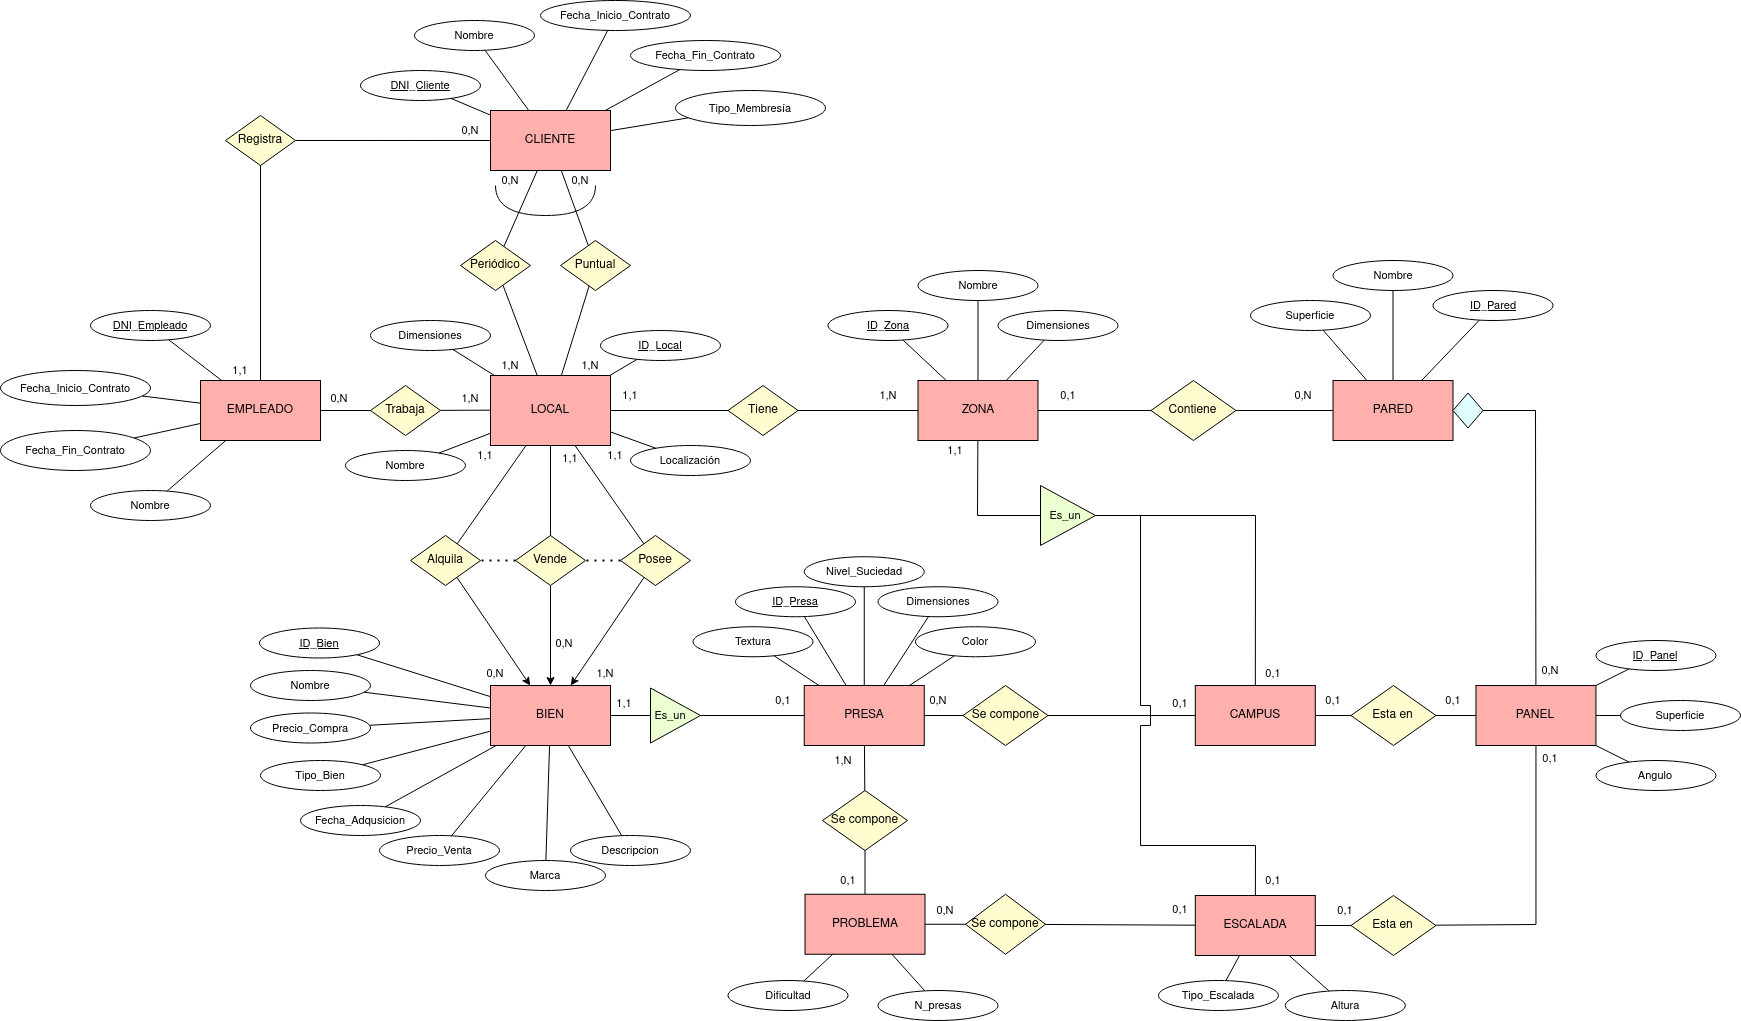 Fecha_Inicio_Contrato
Nombre
Fecha_Fin_Contrato
DNI_Cliente
Tipo_Membresía
Registra
0,N
CLIENTE
0,N
0,N
Periódico
Puntual
Nombre
Nombre
DNI_Empleado
Dimensiones
ID_Local
ID_Zona
Dimensiones
Superficie
ID_Pared
1,1
1,N
1,N
Fecha_Inicio_Contrato
EMPLEADO
0,N
Trabaja
1,N
LOCAL
1,1
Tiene
1,N
ZONA
0,1
Contiene
0,N
PARED
Fecha_Fin_Contrato
Nombre
1,1
1,1
1,1
Localización
1,1
Nombre
Es_un
Alquila
Vende
Posee
Nivel_Suciedad
ID_Presa
Dimensiones
ID_Bien
0,N
Textura
Color
ID_Panel
0,N
1,N
0,1
0,N
Nombre
Precio_Compra
BIEN
1,1
Es_un
0,1
PRESA
0,N
Se compone
0,1
CAMPUS
0,1
Esta en
0,1
PANEL
Superficie
Tipo_Bien
1,N
0,1
Angulo
Fecha_Adqusicion
Se compone
Precio_Venta
Descripcion
Marca
0,1
0,1
PROBLEMA
0,N
Se compone
0,1
ESCALADA
0,1
Esta en
Dificultad
N_presas
Tipo_Escalada
Altura